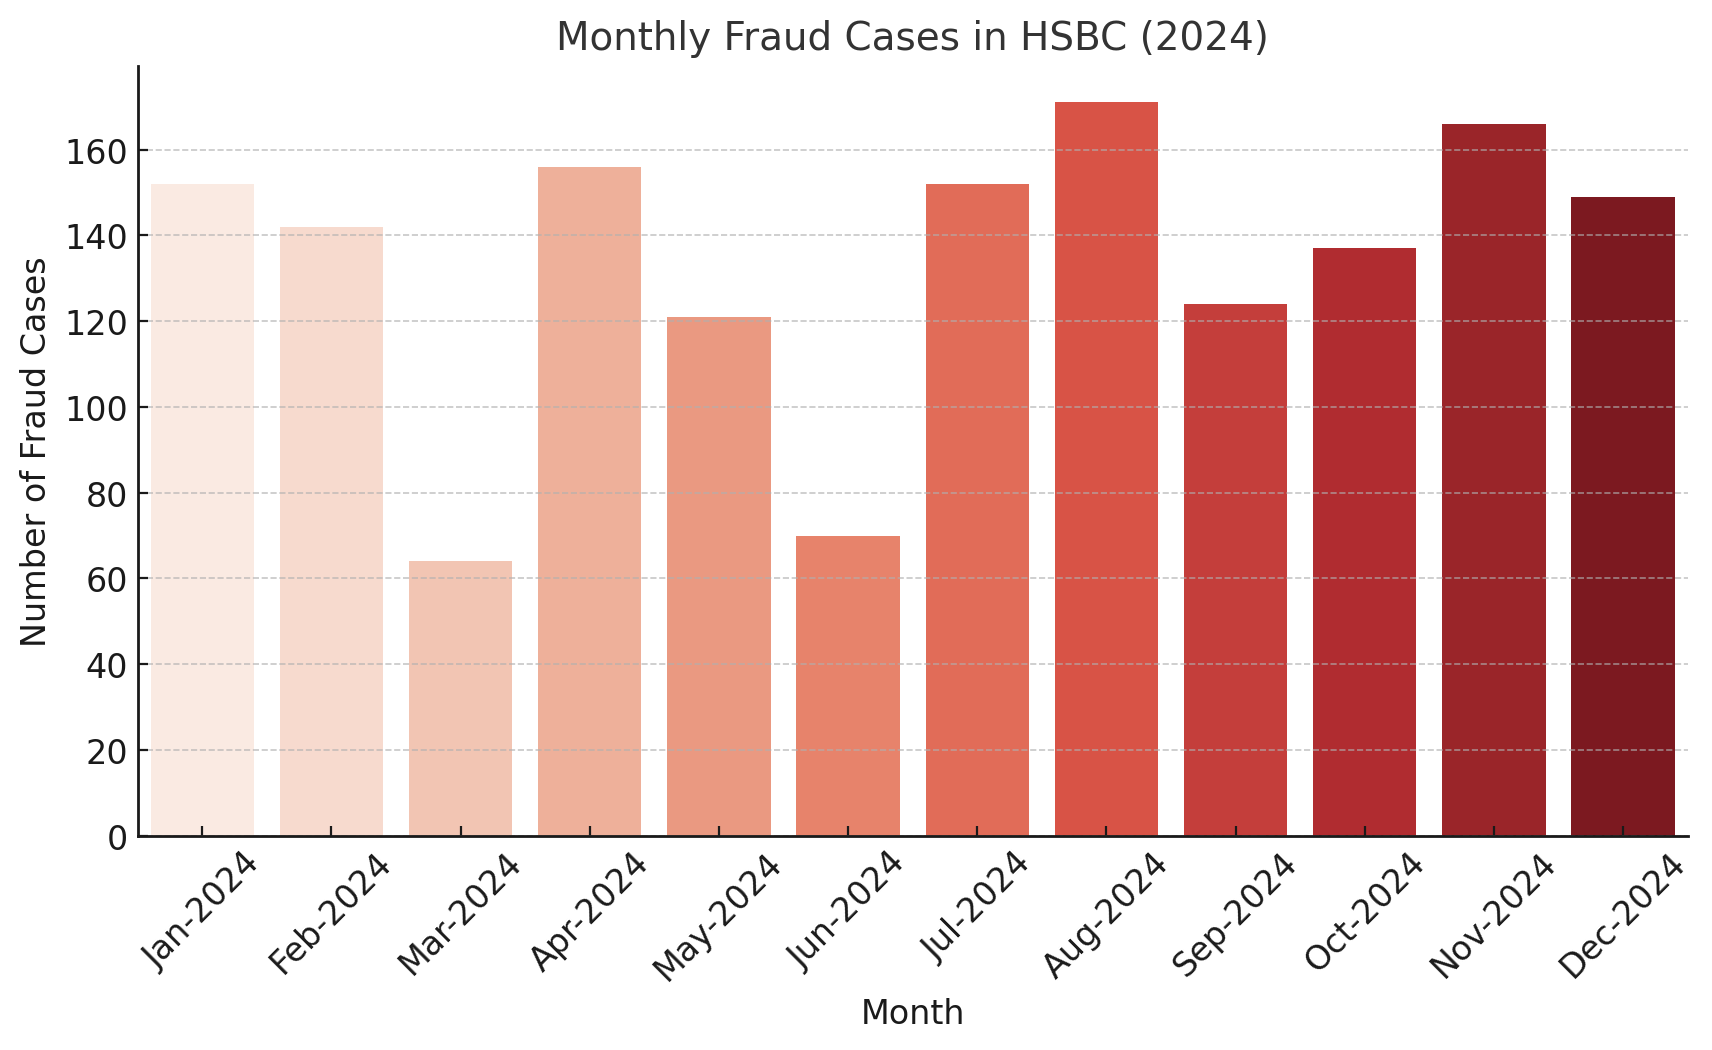 Monthly Fraud Cases in HSBC (2024)
Number of Fraud Cases
160
140
120
100
80
60
40
20
0
Jan-2024
Feb-2024
Mar-2024
Apr-2024
May-2024
Jun-2024
Jul-2024
Aug-2024
Sep-2024
Oct-2024
Nov-2024
Dec-2024
Month